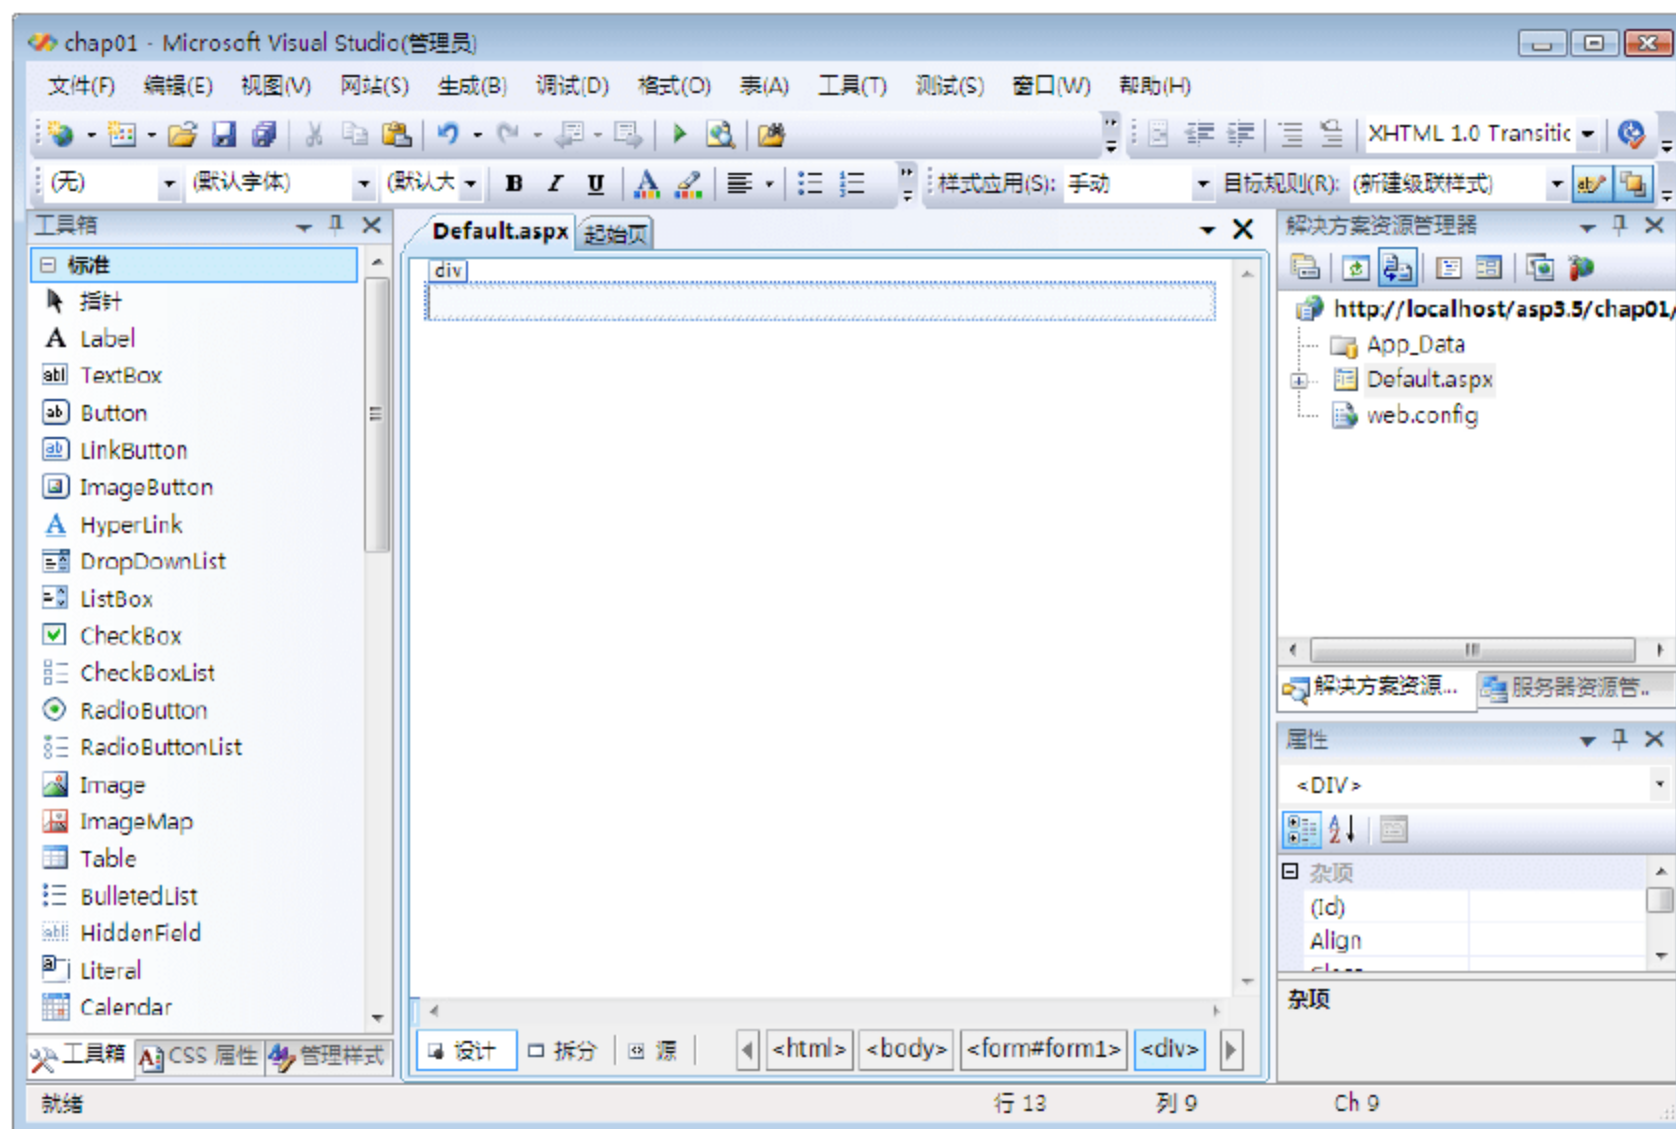 chap01 - Microsoft Visual Studio(管理员)
文件(F) 编辑(E) 视图(V) 网站(S) 生成(B) 调试(D) 格式(O) 表(A) 工具(T) 测试(S) 窗口(W) 帮助(H)
XHTML 1.0 Transitic
(无) (默认字体) (默认大 B I U 样式应用(S): 手动 目标规则(R): (新建级联样式)
工具箱
标准
指针
Label
TextBox
Button
LinkButton
ImageButton
HyperLink
DropDownList
ListBox
CheckBox
CheckBoxList
RadioButton
RadioButtonList
Image
ImageMap
Table
BulletedList
HiddenField
Literal
Calendar
工具箱 CSS 属性 管理样式
Default.aspx 起始页
div
设计 拆分 源 <html> <body> <form#form1> <div>
解决方案资源管理器
http://localhost/asp3.5/chap01/
App_Data
Default.aspx
web.config
解决方案资源... 服务器资源管..
属性
<DIV>
杂项
(Id)
Align
杂项
就绪 行 13 列 9 Ch 9